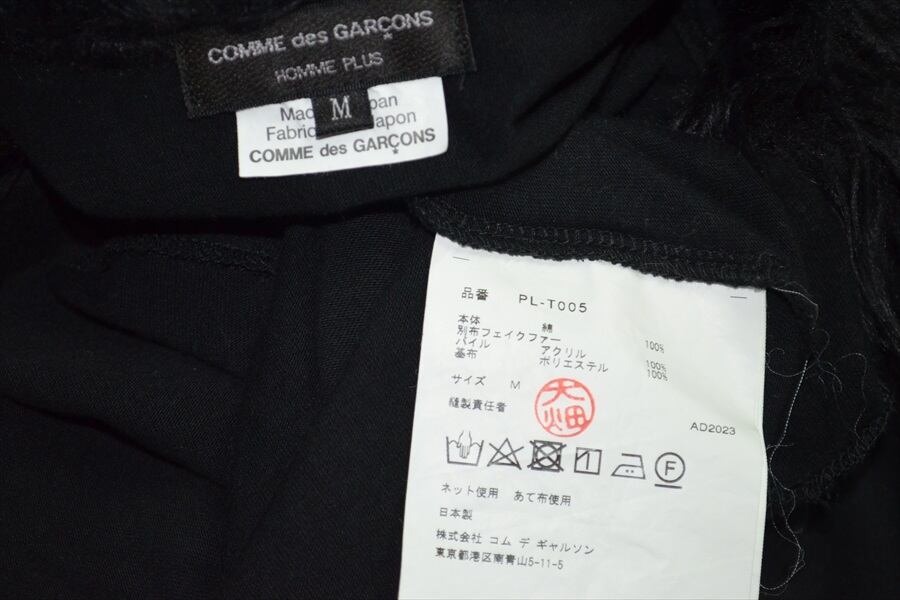 COMME des GARÇONS
HOMME PLUS
M
Made pan
Fabric Japon
COMME des GARÇONS
品番 PL-T005
本体 綿 100%
別布フェイクファー
パイル アクリル 100%
基布 ポリエステル 100%
サイズ M
縫製責任者 大畑
AD2023
F
ネット使用 あて布使用
日本製
株式会社 コム デ ギャルソン
東京都港区南青山5-11-5